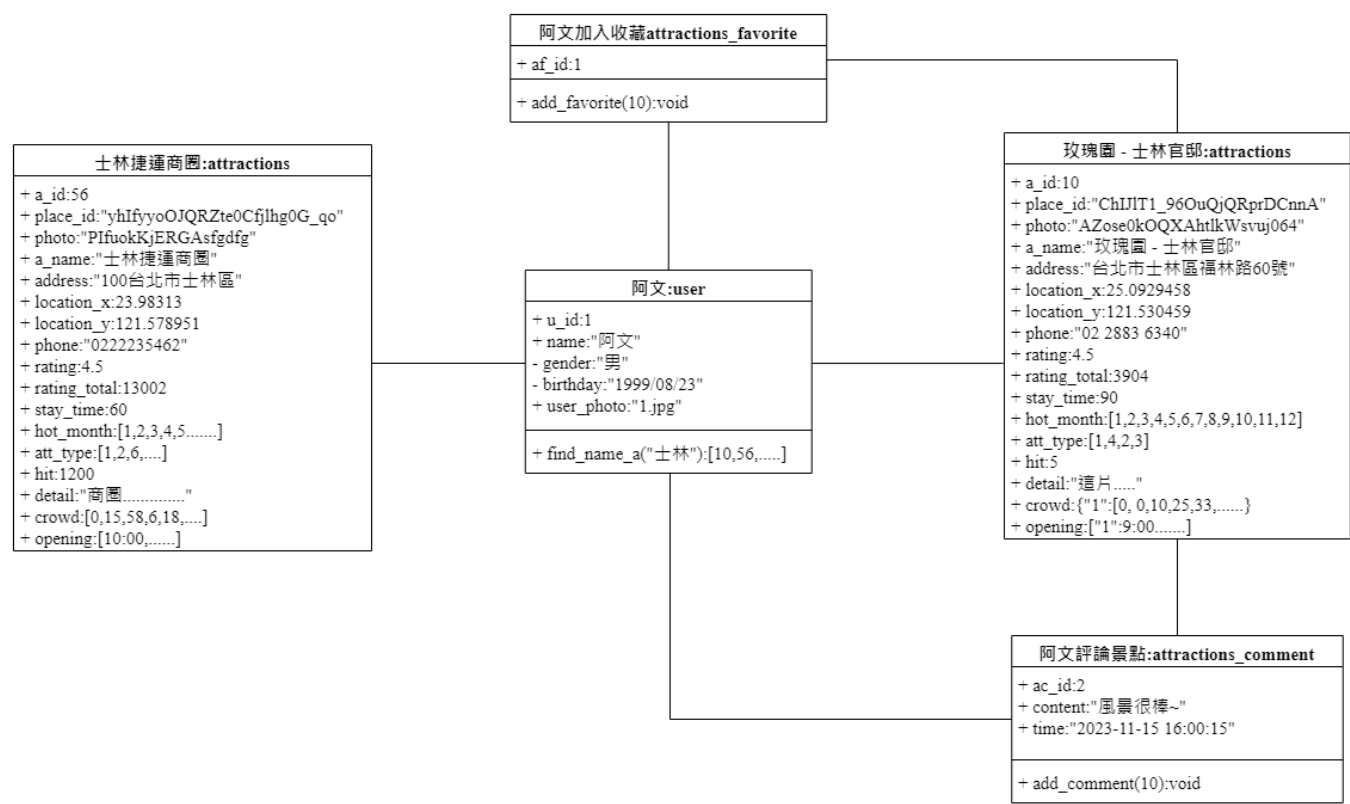 阿文加入收藏attractions_favorite
+ af_id:1
+ add_favorite(10):void
士林捷運商圈:attractions
+ a_id:56
+ place_id:"yhIfyyoOJQRZte0Cfjlhg0G_qo"
+ photo:"PIfuokKjERGAsfgdfg"
+ a_name:"士林捷運商圈"
+ address:"100台北市士林區"
+ location_x:23.98313
+ location_y:121.578951
+ phone:"0222235462"
+ rating:4.5
+ rating_total:13002
+ stay_time:60
+ hot_month:[1,2,3,4,5.......]
+ att_type:[1,2,6,....]
+ hit:1200
+ detail:"商圈.............."
+ crowd:[0,15,58,6,18,....]
+ opening:[10:00,......]
阿文:user
+ u_id:1
+ name:"阿文"
- gender:"男"
- birthday:"1999/08/23"
+ user_photo:"1.jpg"
+ find_name_a("士林"):[10,56,.....]
玫瑰園 - 士林官邸:attractions
+ a_id:10
+ place_id:"ChIJlT1_96OuQjQRprDCnnA"
+ photo:"AZose0kOQXAhtlkWsvuj064"
+ a_name:"玫瑰園 - 士林官邸"
+ address:"台北市士林區福林路60號"
+ location_x:25.0929458
+ location_y:121.530459
+ phone:"02 2883 6340"
+ rating:4.5
+ rating_total:3904
+ stay_time:90
+ hot_month:[1,2,3,4,5,6,7,8,9,10,11,12]
+ att_type:[1,4,2,3]
+ hit:5
+ detail:"這片....."
+ crowd:{"1":[0, 0,10,25,33,......}
+ opening:["1":9:00.......]
阿文評論景點:attractions_comment
+ ac_id:2
+ content:"風景很棒~"
+ time:"2023-11-15 16:00:15"
+ add_comment(10):void